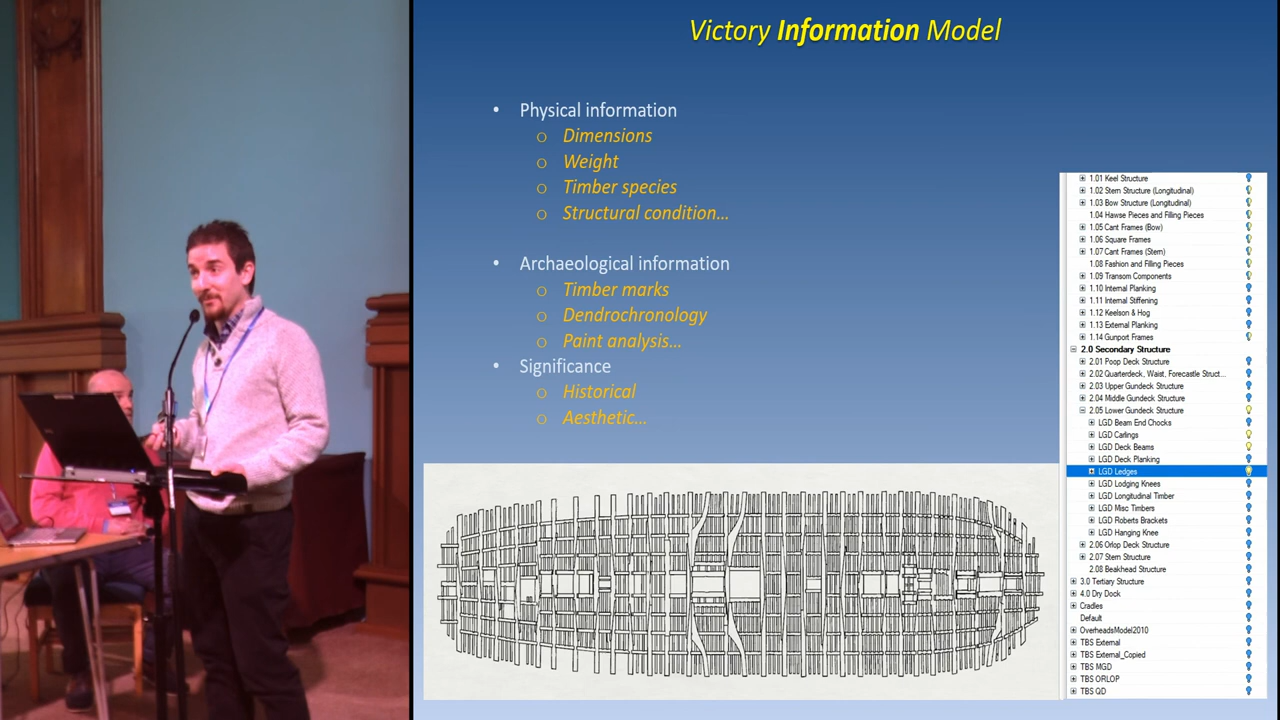 Victory Information Model
• Physical information
o Dimensions
o Weight
o Timber species
o Structural condition…
• Archaeological information
o Timber marks
o Dendrochronology
o Paint analysis…
• Significance
o Historical
o Aesthetic…
1.01 Keel Structure
1.02 Stern Structure (Longitudinal)
1.03 Bow Structure (Longitudinal)
1.04 Hawse Pieces and Filling Pieces
1.05 Cant Frames (Bow)
1.06 Square Frames
1.07 Cant Frames (Stern)
1.08 Fashion and Filling Pieces
1.09 Transom Components
1.10 Internal Planking
1.11 Internal Stiffening
1.12 Keelson & Hog
1.13 External Planking
1.14 Gunport Frames
2.0 Secondary Structure
2.01 Poop Deck Structure
2.02 Quarterdeck, Waist, Forecastle Struct...
2.03 Upper Gundeck Structure
2.04 Middle Gundeck Structure
2.05 Lower Gundeck Structure
LGD Beam End Chocks
LGD Carlings
LGD Deck Beams
LGD Deck Planking
LGD Ledges
LGD Lodging Knees
LGD Longitudinal Timber
LGD Misc Timbers
LGD Roberts Brackets
LGD Hanging Knee
2.06 Orlop Deck Structure
2.07 Stern Structure
2.08 Beakhead Structure
3.0 Tertiary Structure
4.0 Dry Dock
Cradles
Default
OverheadsModel2010
TBS External
TBS External_Copied
TBS MGD
TBS ORLOP
TBS QD